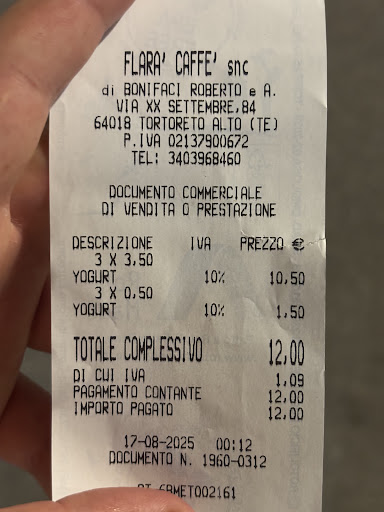 FLARA' CAFFE' snc
di BONIFACI ROBERTO e A.
VIA XX SETTEMBRE,84
64018 TORTORETO ALTO (TE)
P.IVA 02137900672
TEL: 3403968460
DOCUMENTO COMMERCIALE
DI VENDITA O PRESTAZIONE
DESCRIZIONE IVA PREZZO €
3 X 3,50
YOGURT 10% 10,50
3 X 0,50
YOGURT 10% 1,50
TOTALE COMPLESSIVO 12,00
DI CUI IVA 1,09
PAGAMENTO CONTANTE 12,00
IMPORTO PAGATO 12,00
17-08-2025 00:12
DOCUMENTO N. 1960-0312